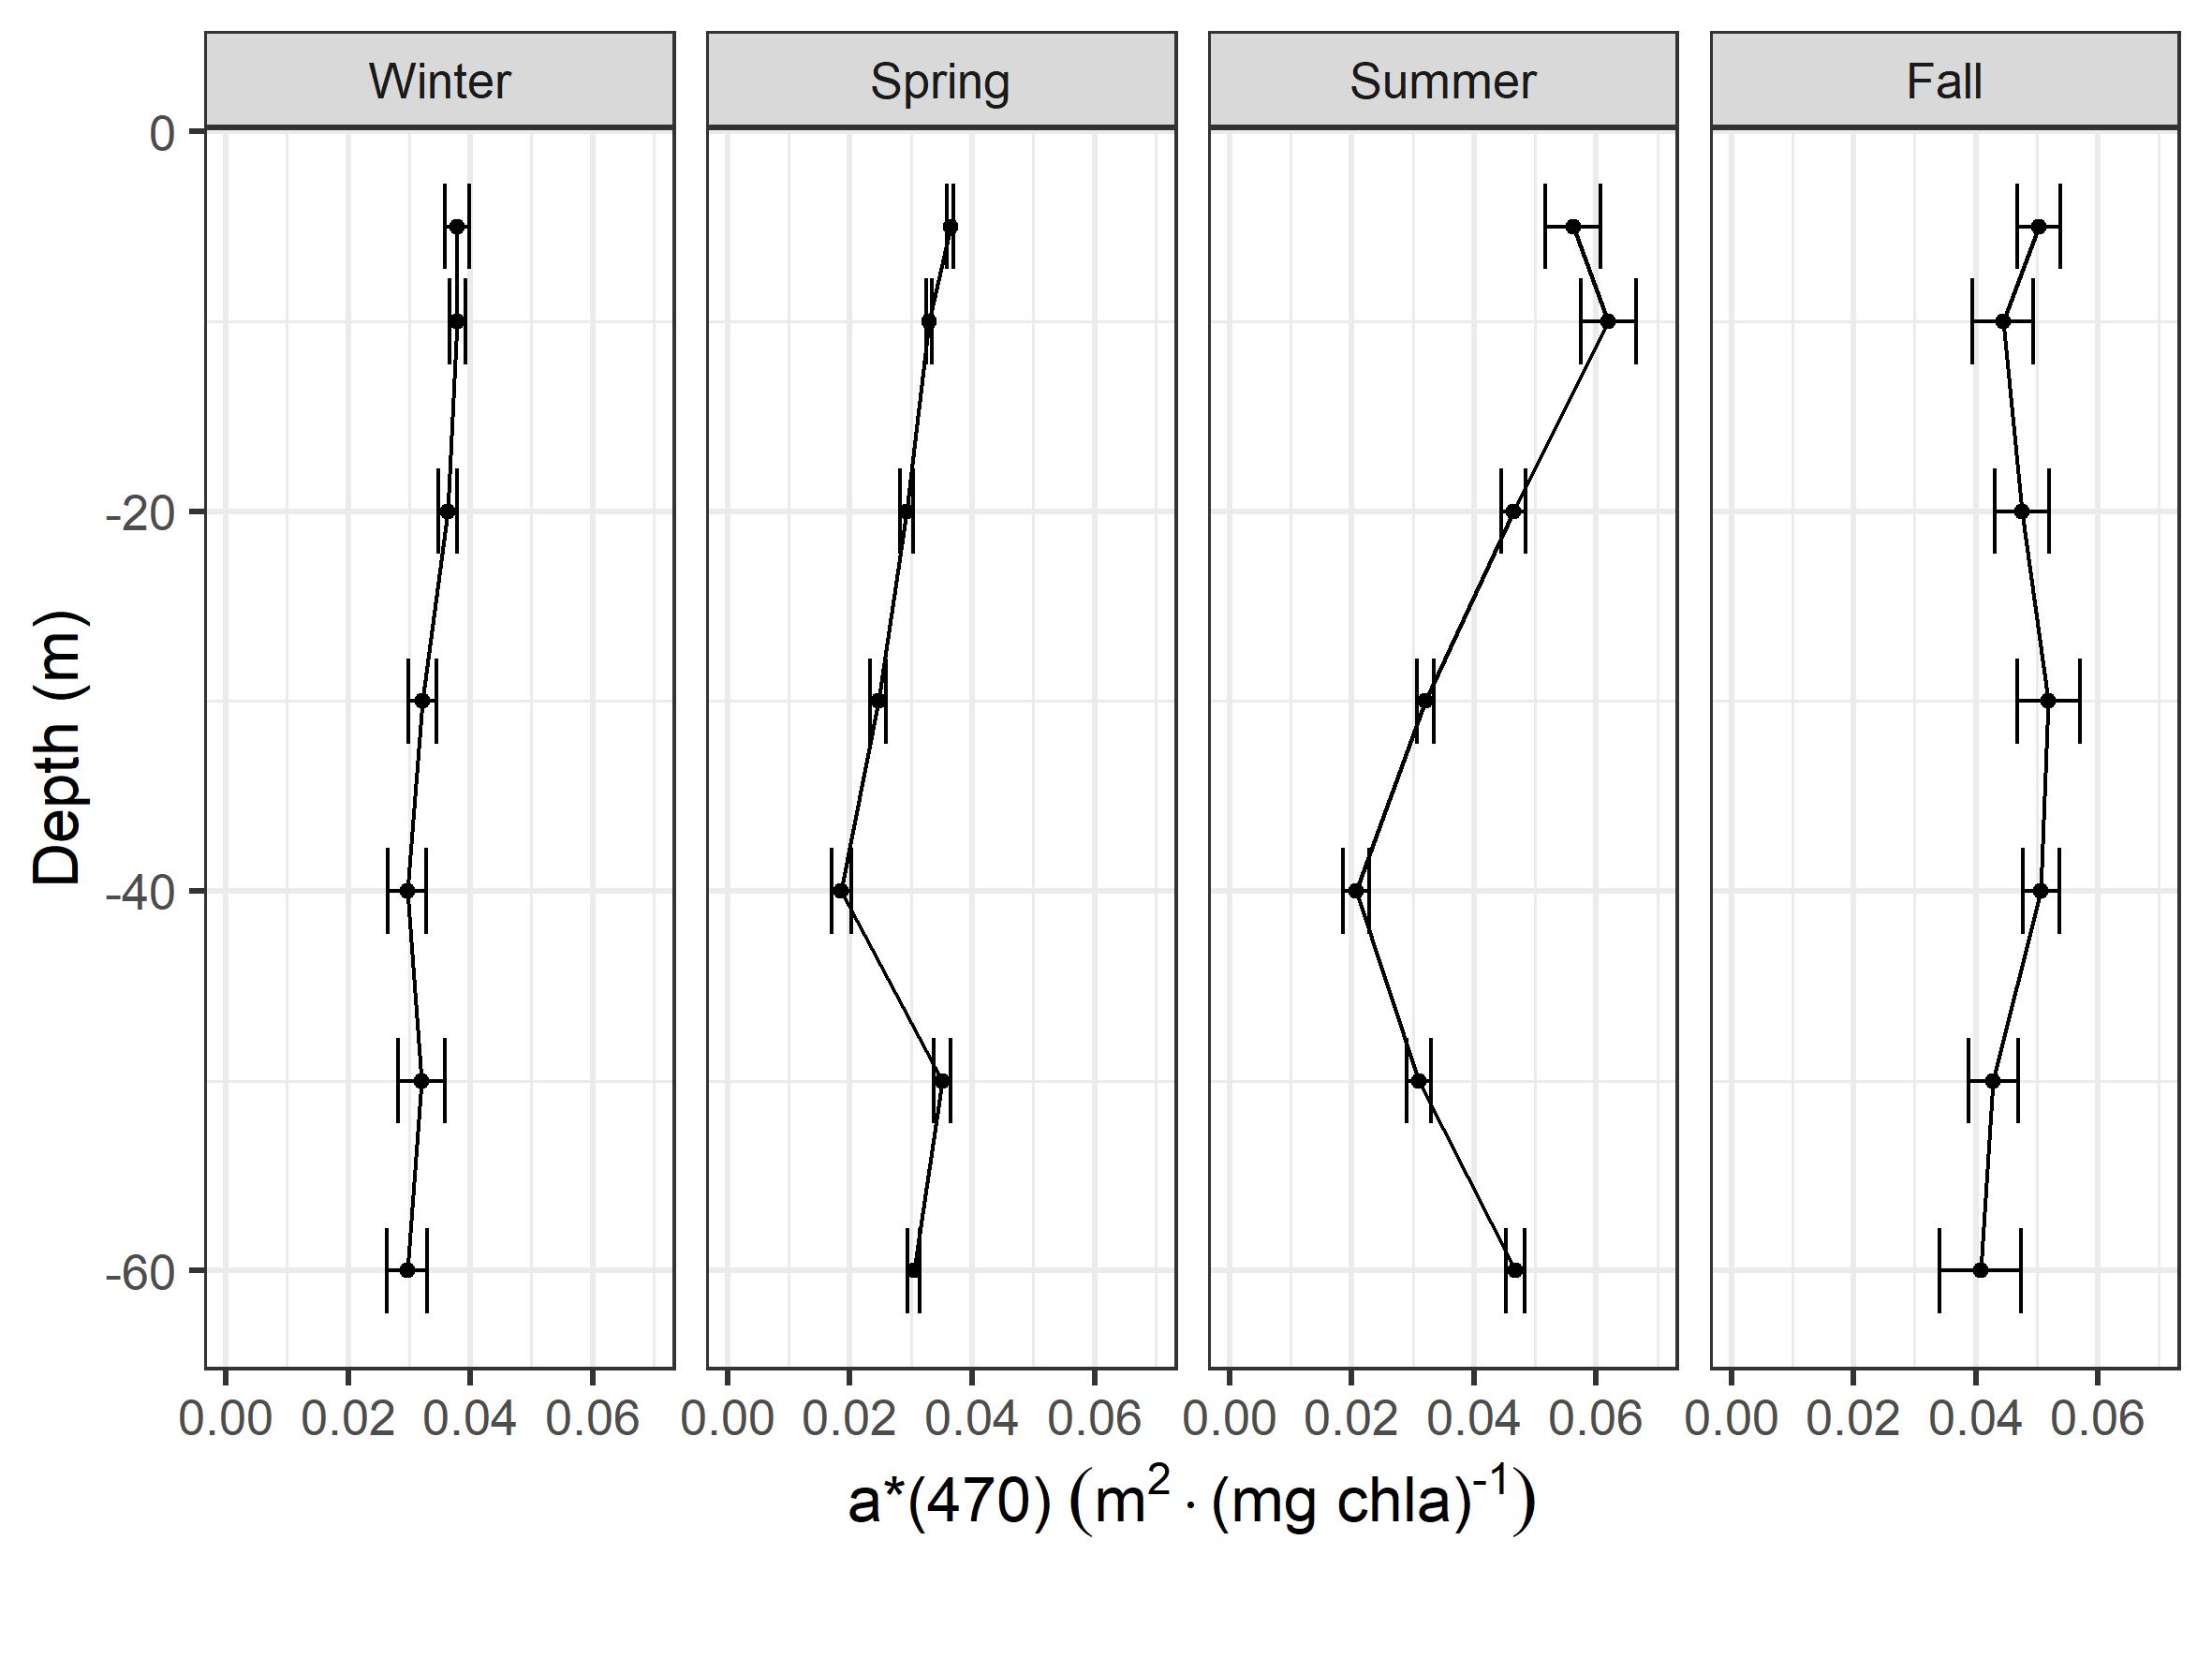 Winter Spring Summer Fall
0
-20
-40
-60
Depth (m)
0.00 0.02 0.04 0.06 0.00 0.02 0.04 0.06 0.00 0.02 0.04 0.06 0.00 0.02 0.04 0.06
a*(470) (m² · (mg chla)⁻¹)